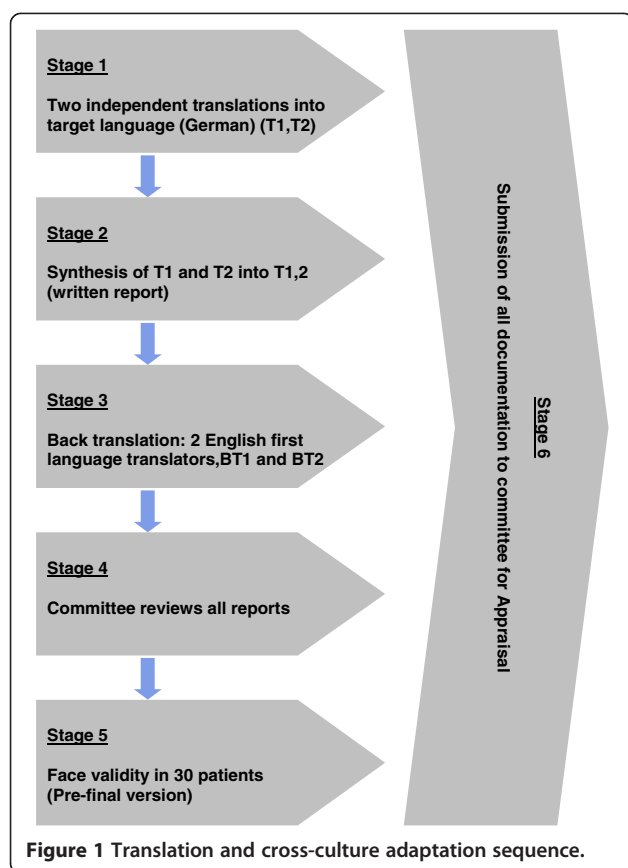 Stage 1
Two independent translations into
target language (German) (T1,T2)
Stage 2
Synthesis of T1 and T2 into T1,2
(written report)
Stage 3
Back translation: 2 English first
language translators,BT1 and BT2
Stage 4
Committee reviews all reports
Stage 5
Face validity in 30 patients
(Pre-final version)
Stage 6
Submission of all documentation to committee for Appraisal
Figure 1 Translation and cross-culture adaptation sequence.